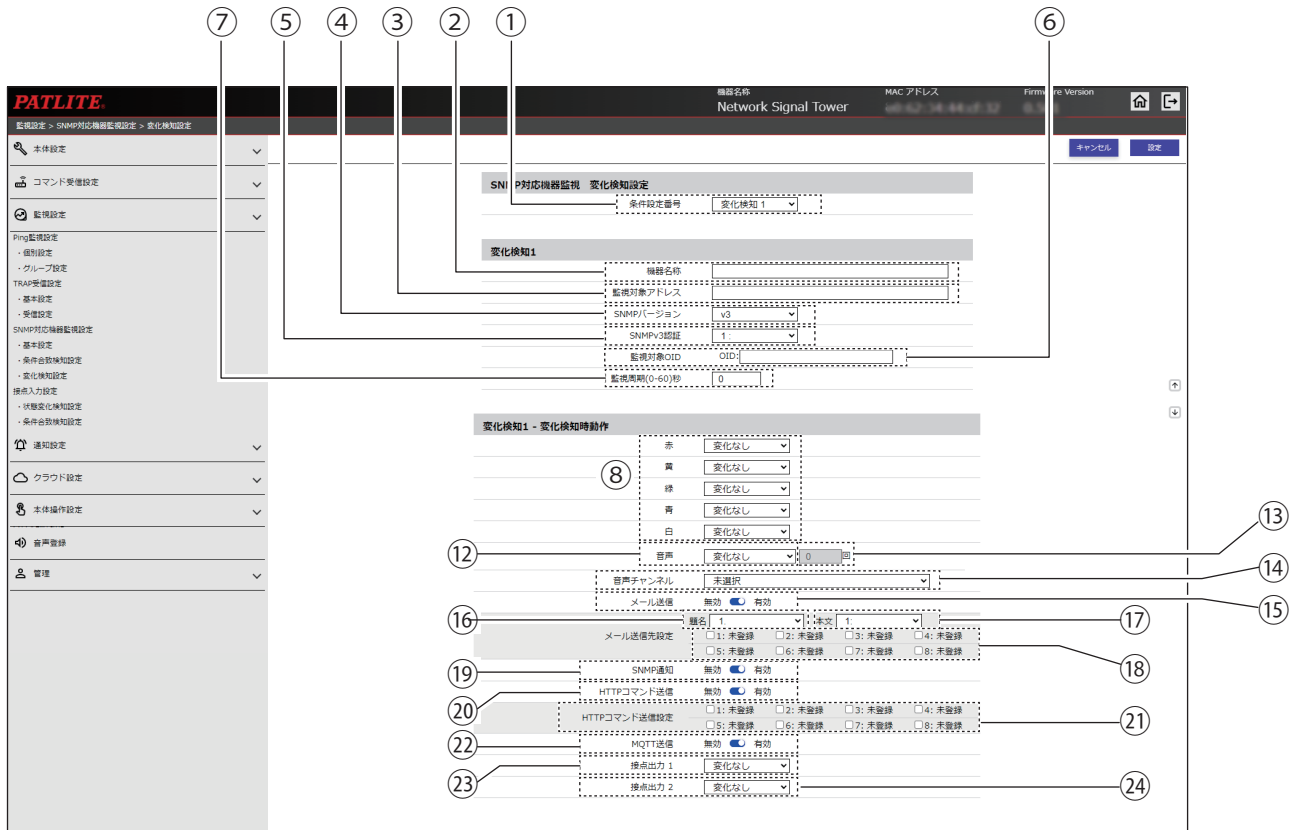 ⑦ ⑤ ④ ③ ② ① ⑥
PATLITE®
機器名称
Network Signal Tower
MAC アドレス
監視設定 > SNMP対応機器監視設定 > 変化検知設定
キャンセル
設定
本体設定
コマンド受信設定
監視設定
Ping監視設定
・個別設定
・グループ設定
TRAP受信設定
・基本設定
・受信設定
SNMP対応機器監視設定
・基本設定
・条件合致検知設定
・変化検知設定
接点入力設定
・状態変化検知設定
・条件合致検知設定
通知設定
クラウド設定
本体操作設定
音声登録
管理
SNMP対応機器監視 変化検知設定
条件設定番号 変化検知 1
変化検知1
機器名称
監視対象アドレス
SNMPバージョン v3
SNMPv3認証 1 :
監視対象OID OID:
監視周期(0-60)秒 0
変化検知1 - 変化検知時動作
⑧
赤 変化なし
黄 変化なし
緑 変化なし
青 変化なし
白 変化なし
⑫ 音声 変化なし 0 回 ⑬
音声チャンネル 未選択 ⑭
メール送信 無効 有効 ⑮
⑯ 題名 1: 本文 1: ⑰
メール送信先設定 1: 未登録 2: 未登録 3: 未登録 4: 未登録
5: 未登録 6: 未登録 7: 未登録 8: 未登録 ⑱
⑲ SNMP通知 無効 有効
⑳ HTTPコマンド送信 無効 有効
HTTPコマンド送信設定 1: 未登録 2: 未登録 3: 未登録 4: 未登録
5: 未登録 6: 未登録 7: 未登録 8: 未登録 ㉑
㉒ MQTT送信 無効 有効
㉓ 接点出力 1 変化なし
接点出力 2 変化なし ㉔